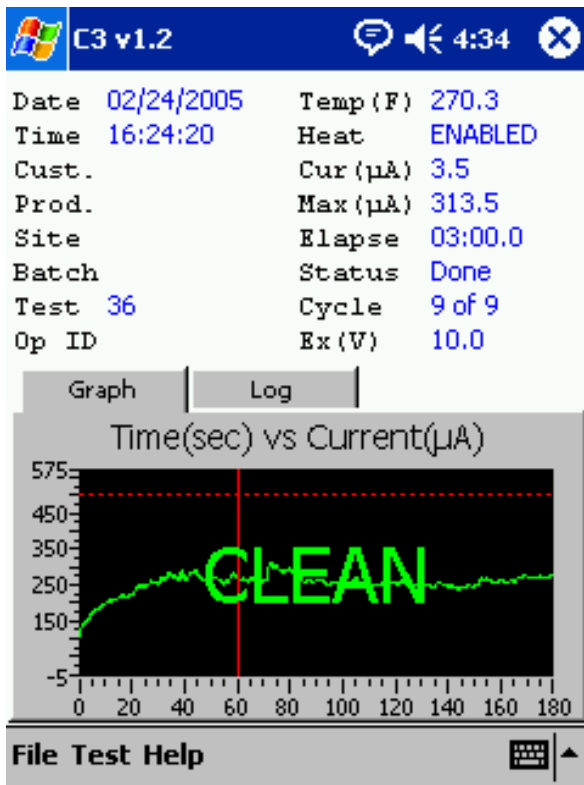 C3 v1.2 4:34
Date 02/24/2005 Temp(F) 270.3
Time 16:24:20 Heat ENABLED
Cust. Cur(µA) 3.5
Prod. Max(µA) 313.5
Site Elapse 03:00.0
Batch Status Done
Test 36 Cycle 9 of 9
Op ID Ex(V) 10.0
Graph Log
Time(sec) vs Current(µA)
575
450
350
250
150
-5
CLEAN
0 20 40 60 80 100 120 140 160 180
File Test Help